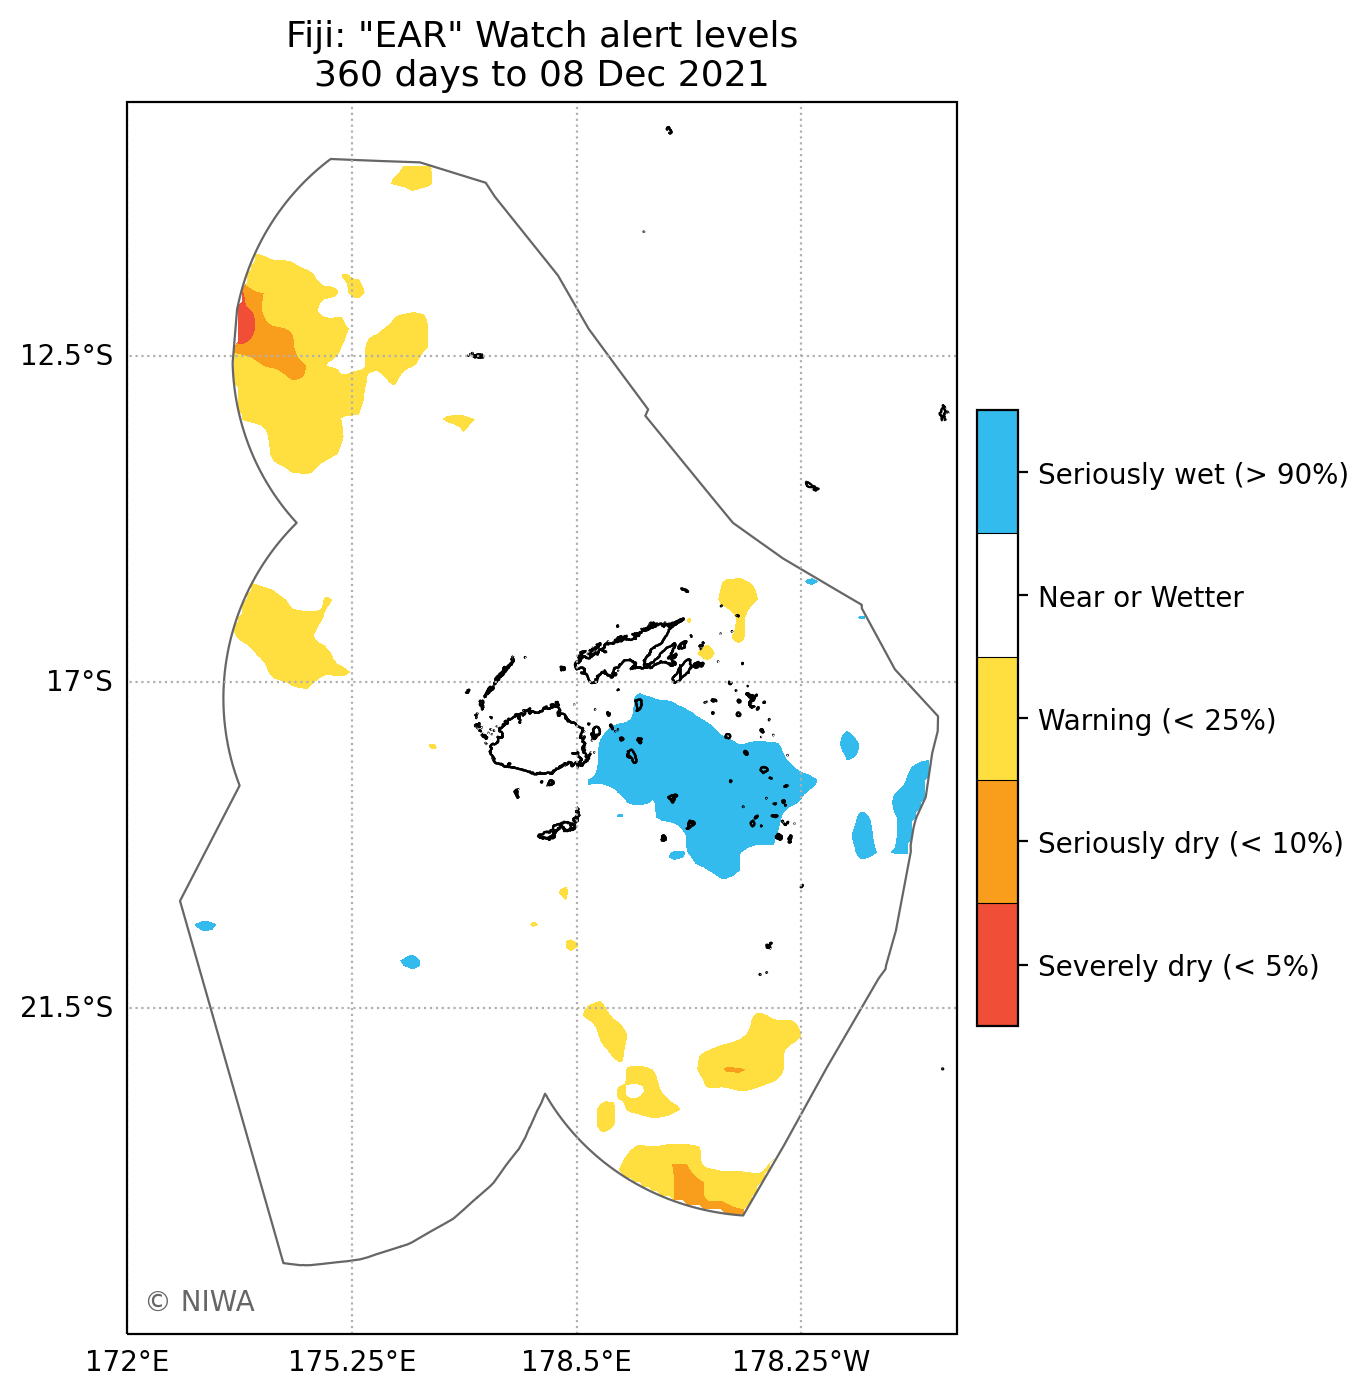 Fiji: "EAR" Watch alert levels
360 days to 08 Dec 2021
12.5°S
17°S
21.5°S
172°E
175.25°E
178.5°E
178.25°W
Seriously wet (> 90%)
Near or Wetter
Warning (< 25%)
Seriously dry (< 10%)
Severely dry (< 5%)
© NIWA